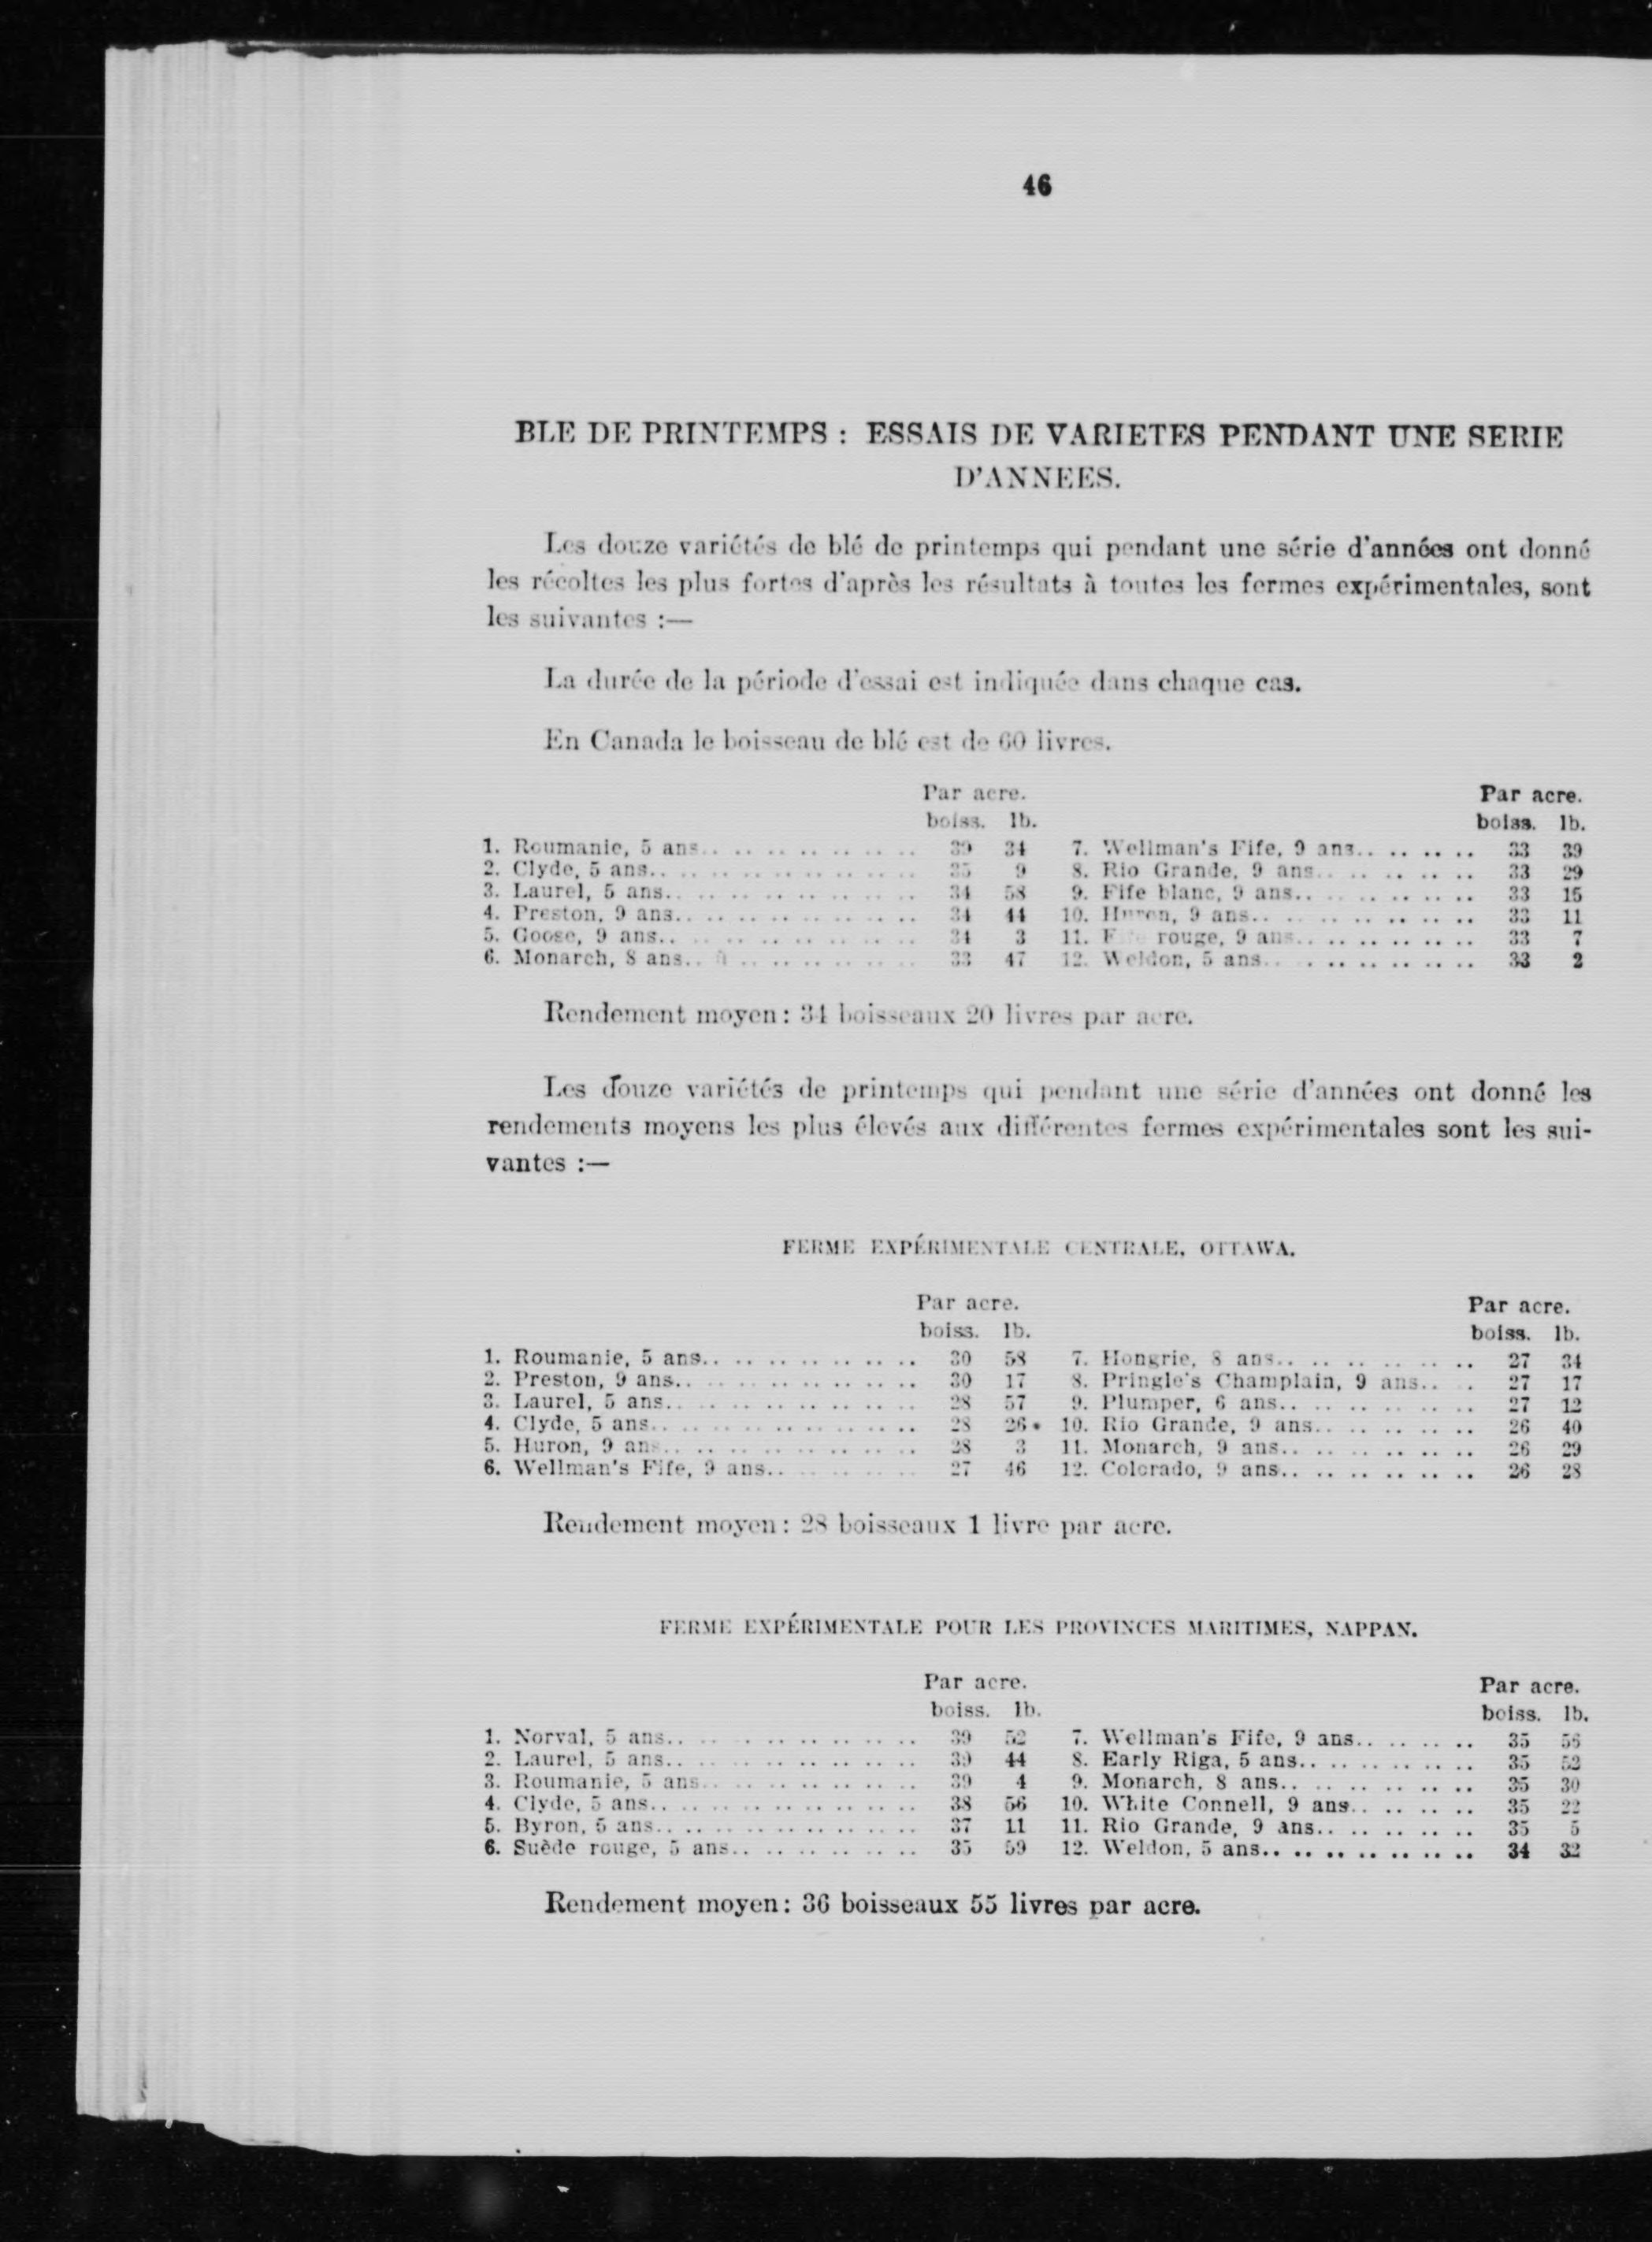 46
BLE DE PRINTEMPS : ESSAIS DE VARIETES PENDANT UNE SERIE
D'ANNEES.
Les douze variétés de blé de printemps qui pendant une série d'années ont donné
les récoltes les plus fortes d'après les résultats à toutes les fermes expérimentales, sont
les suivantes :—
La durée de la période d'essai est indiquée dans chaque cas.
En Canada le boisseau de blé est de 60 livres.
Par acre. Par acre.
boiss. lb. boiss. lb.
1. Roumanie, 5 ans.. .. .. .. .. .. .. .. 39 34 7. Wellman's Fife, 9 ans.. .. .. .. 33 39
2. Clyde, 5 ans.. .. .. .. .. .. .. .. .. .. 35 9 8. Rio Grande, 9 ans.. .. .. .. .. .. 33 29
3. Laurel, 5 ans.. .. .. .. .. .. .. .. .. 34 58 9. Fife blanc, 9 ans.. .. .. .. .. .. .. 33 15
4. Preston, 9 ans.. .. .. .. .. .. .. .. .. 34 44 10. Huron, 9 ans.. .. .. .. .. .. .. .. 33 11
5. Goose, 9 ans.. .. .. .. .. .. .. .. .. 34 3 11. Fife rouge, 9 ans.. .. .. .. .. .. .. 33 7
6. Monarch, 8 ans.. .. .. .. .. .. .. .. 33 47 12. Weldon, 5 ans.. .. .. .. .. .. .. .. 33 2
Rendement moyen: 34 boisseaux 20 livres par acre.
Les douze variétés de printemps qui pendant une série d'années ont donné les
rendements moyens les plus élevés aux différentes fermes expérimentales sont les sui-
vantes :—
FERME EXPÉRIMENTALE CENTRALE, OTTAWA.
Par acre. Par acre.
boiss. lb. boiss. lb.
1. Roumanie, 5 ans.. .. .. .. .. .. .. .. 30 58 7. Hongrie, 8 ans.. .. .. .. .. .. .. .. 27 34
2. Preston, 9 ans.. .. .. .. .. .. .. .. .. 30 17 8. Pringle's Champlain, 9 ans.. .. 27 17
3. Laurel, 5 ans.. .. .. .. .. .. .. .. .. 28 57 9. Plumper, 6 ans.. .. .. .. .. .. .. .. 27 12
4. Clyde, 5 ans.. .. .. .. .. .. .. .. .. .. 28 26 10. Rio Grande, 9 ans.. .. .. .. .. .. 26 40
5. Huron, 9 ans.. .. .. .. .. .. .. .. .. 28 3 11. Monarch, 9 ans.. .. .. .. .. .. .. .. 26 29
6. Wellman's Fife, 9 ans.. .. .. .. .. .. 27 46 12. Colorado, 9 ans.. .. .. .. .. .. .. .. 26 28
Rendement moyen: 28 boisseaux 1 livre par acre.
FERME EXPÉRIMENTALE POUR LES PROVINCES MARITIMES, NAPPAN.
Par acre. Par acre.
boiss. lb. boiss. lb.
1. Norval, 5 ans.. .. .. .. .. .. .. .. .. 39 52 7. Wellman's Fife, 9 ans.. .. .. .. .. 35 56
2. Laurel, 5 ans.. .. .. .. .. .. .. .. .. 39 44 8. Early Riga, 5 ans.. .. .. .. .. .. .. 35 52
3. Roumanie, 5 ans.. .. .. .. .. .. .. .. 39 4 9. Monarch, 8 ans.. .. .. .. .. .. .. .. 35 30
4. Clyde, 5 ans.. .. .. .. .. .. .. .. .. .. 38 56 10. White Connell, 9 ans.. .. .. .. .. 35 22
5. Byron, 5 ans.. .. .. .. .. .. .. .. .. .. 37 11 11. Rio Grande, 9 ans.. .. .. .. .. .. 35 5
6. Suède rouge, 5 ans.. .. .. .. .. .. .. 35 59 12. Weldon, 5 ans.. .. .. .. .. .. .. .. 34 32
Rendement moyen: 36 boisseaux 55 livres par acre.